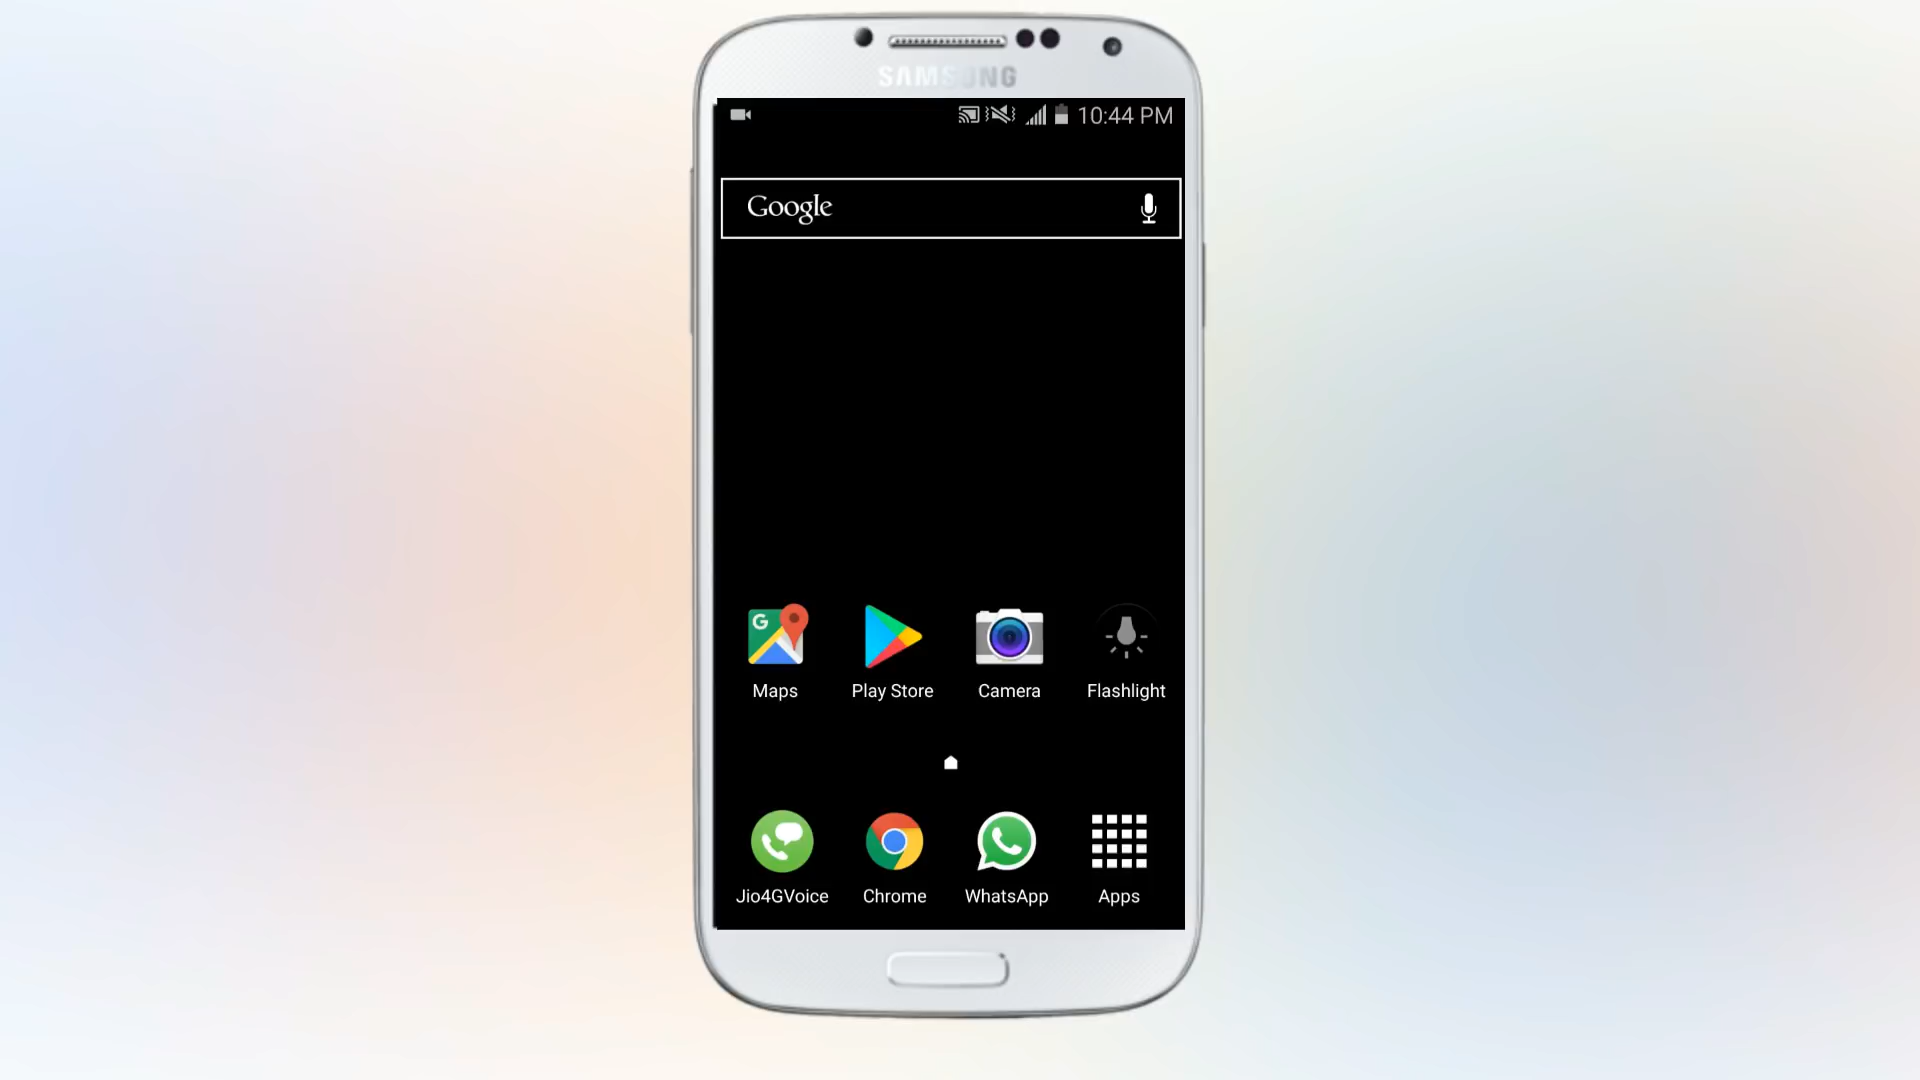 SAMSUNG
10:44 PM
Google
G
Maps
Play Store
Camera
Flashlight
Jio4GVoice
Chrome
WhatsApp
Apps